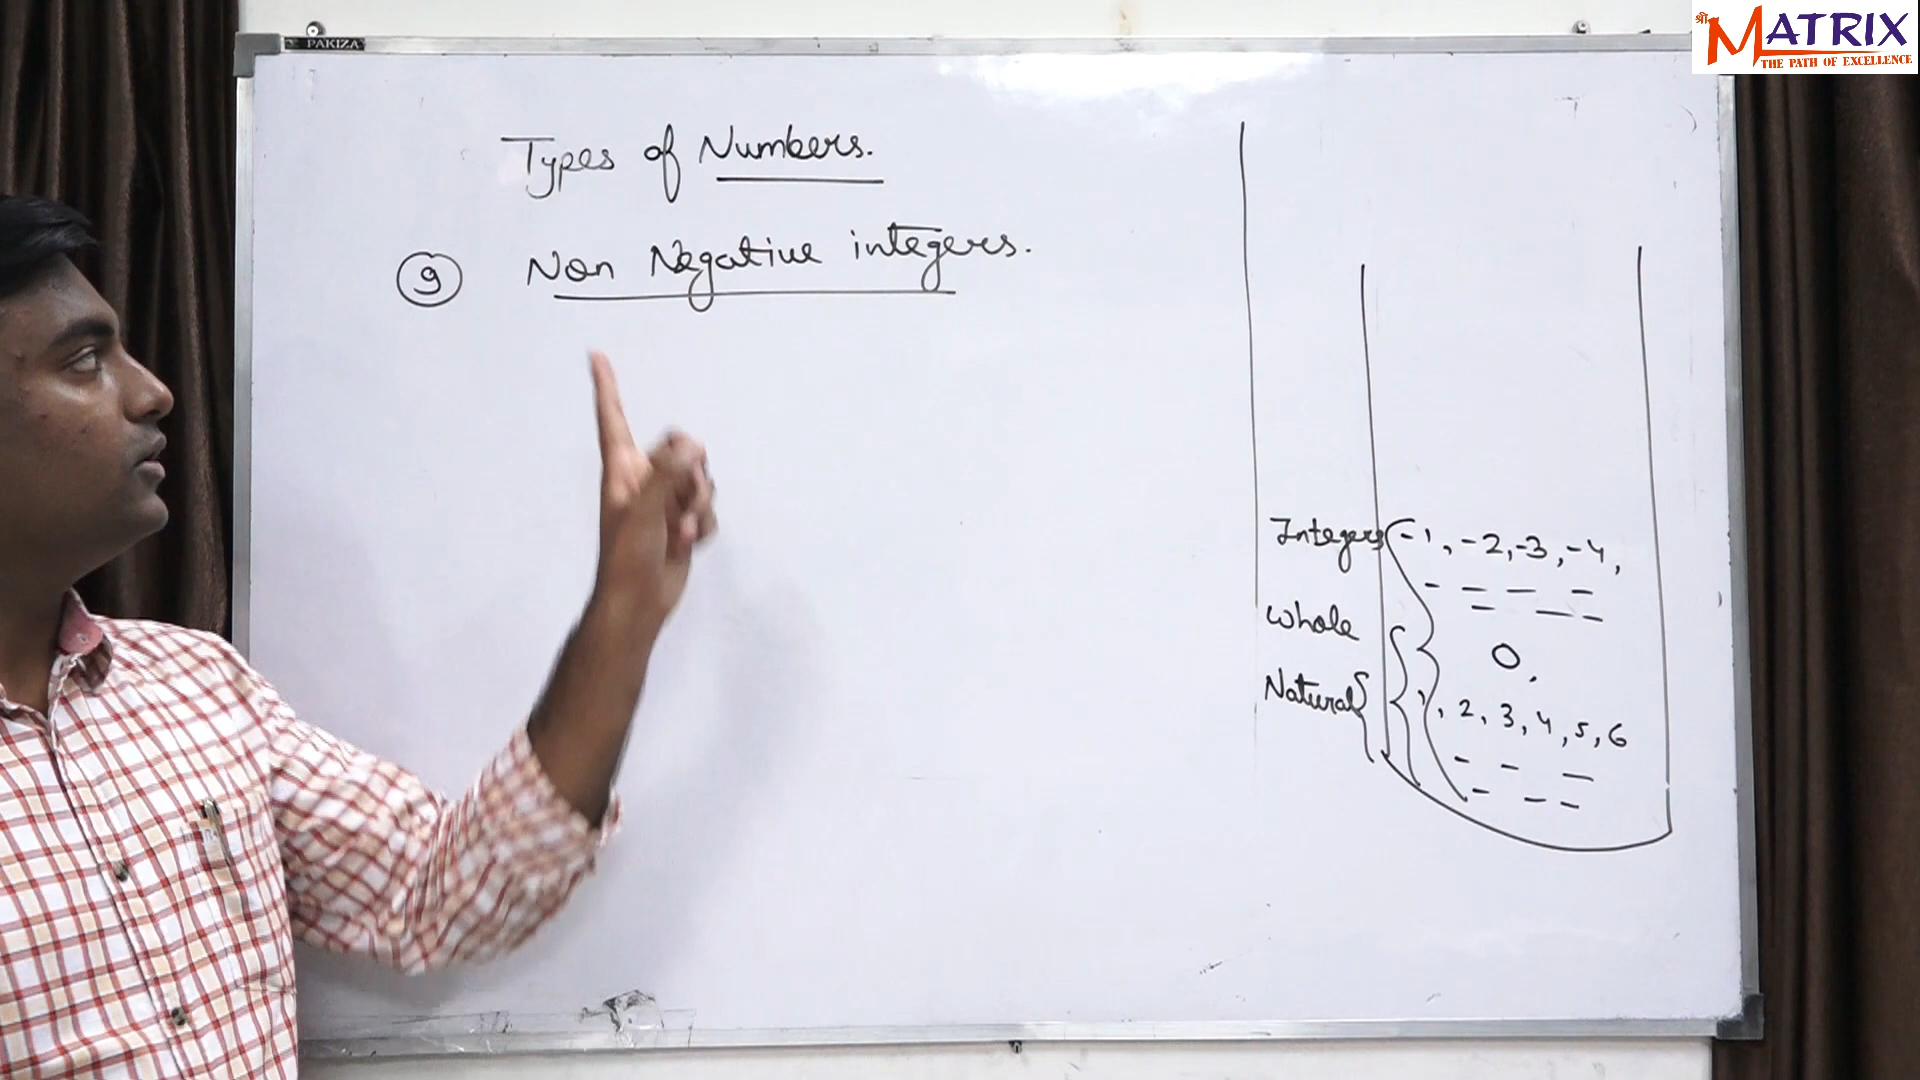 श्री MATRIX
THE PATH OF EXCELLENCE
PAKIZA
Types of Numbers.
9 Non Negative integers.
Integers -1, -2, -3, -4,
- - - -
- - -
Whole
0,
Natural 1, 2, 3, 4, 5, 6
- - -
- - -